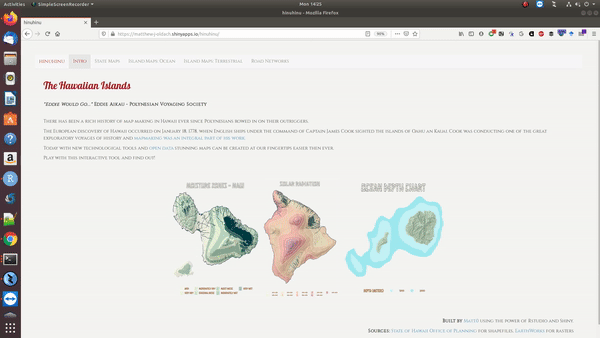 Activities SimpleScreenRecorder ▾ Mon 14:25
hinuhinu - Mozilla Firefox
hinuhinu
https://matthew-j-oldach.shinyapps.io/hinuhinu/ 90%
hinuhinu Intro Unit Main Island Maps: Ocean Island Maps: Terrestrial Road Networks
The Hawaiian Islands
"Eddie Would Go..." Eddie Aikau - Polynesian Voyaging Society
There has been a rich history of map making in Hawaii ever since Polynesians rowed in on their outriggers.
The European discovery of Hawaii occurred on January 18, 1778, when English ships under the command of Captain James Cook sighted the islands of Oahu an Kauai. Cook was conducting one of the great
exploratory voyages of history and mapmaking was an integral part of his work.
Today with new technological tools and open data stunning maps can be created at our fingertips easier then ever.
Play with this interactive tool and find out!
Moisture Zones - Maui
Solar Radiation
Ocean Depth Chart
Built by Matt.O using the power of Rstudio and Shiny.
Sources: State of Hawaii Office of Planning for shapefiles, EarthWorks for rasters